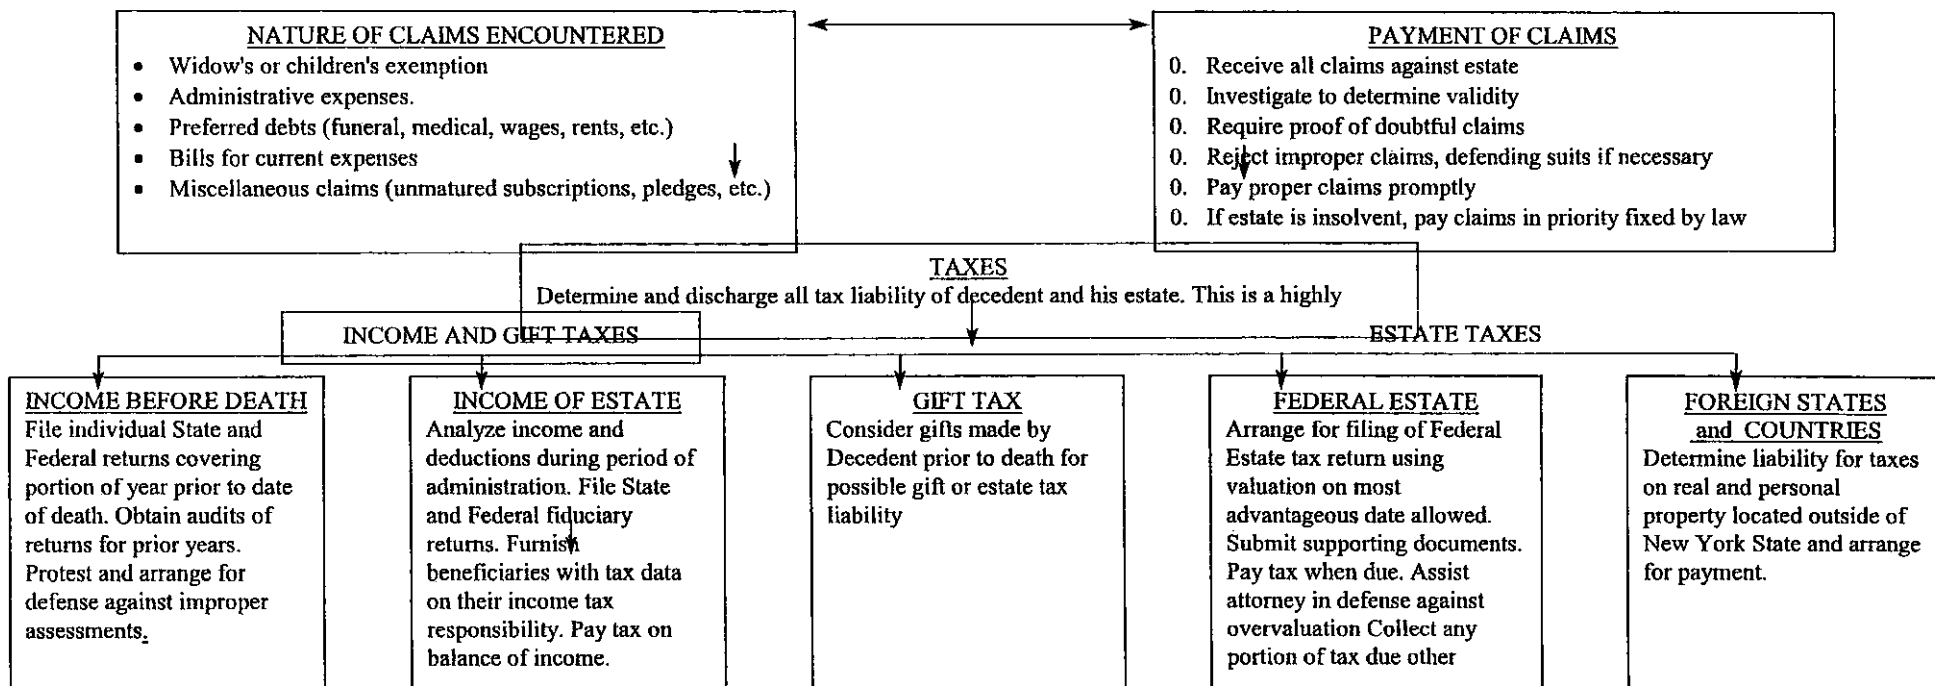 NATURE OF CLAIMS ENCOUNTERED
• Widow's or children's exemption
• Administrative expenses.
• Preferred debts (funeral, medical, wages, rents, etc.)
▪ Bills for current expenses
▪ Miscellaneous claims (unmatured subscriptions, pledges, etc.)
PAYMENT OF CLAIMS
0. Receive all claims against estate
0. Investigate to determine validity
0. Require proof of doubtful claims
0. Reject improper claims, defending suits if necessary
0. Pay proper claims promptly
0. If estate is insolvent, pay claims in priority fixed by law
TAXES
Determine and discharge all tax liability of decedent and his estate. This is a highly
INCOME AND GIFT TAXES
ESTATE TAXES
INCOME BEFORE DEATH
File individual State and
Federal returns covering
portion of year prior to date
of death. Obtain audits of
returns for prior years.
Protest and arrange for
defense against improper
assessments.
INCOME OF ESTATE
Analyze income and
deductions during period of
administration. File State
and Federal fiduciary
returns. Furnish
beneficiaries with tax data
on their income tax
responsibility. Pay tax on
balance of income.
GIFT TAX
Consider gifts made by
Decedent prior to death for
possible gift or estate tax
liability
FEDERAL ESTATE
Arrange for filing of Federal
Estate tax return using
valuation on most
advantageous date allowed.
Submit supporting documents.
Pay tax when due. Assist
attorney in defense against
overvaluation Collect any
portion of tax due other
FOREIGN STATES
and COUNTRIES
Determine liability for taxes
on real and personal
property located outside of
New York State and arrange
for payment.